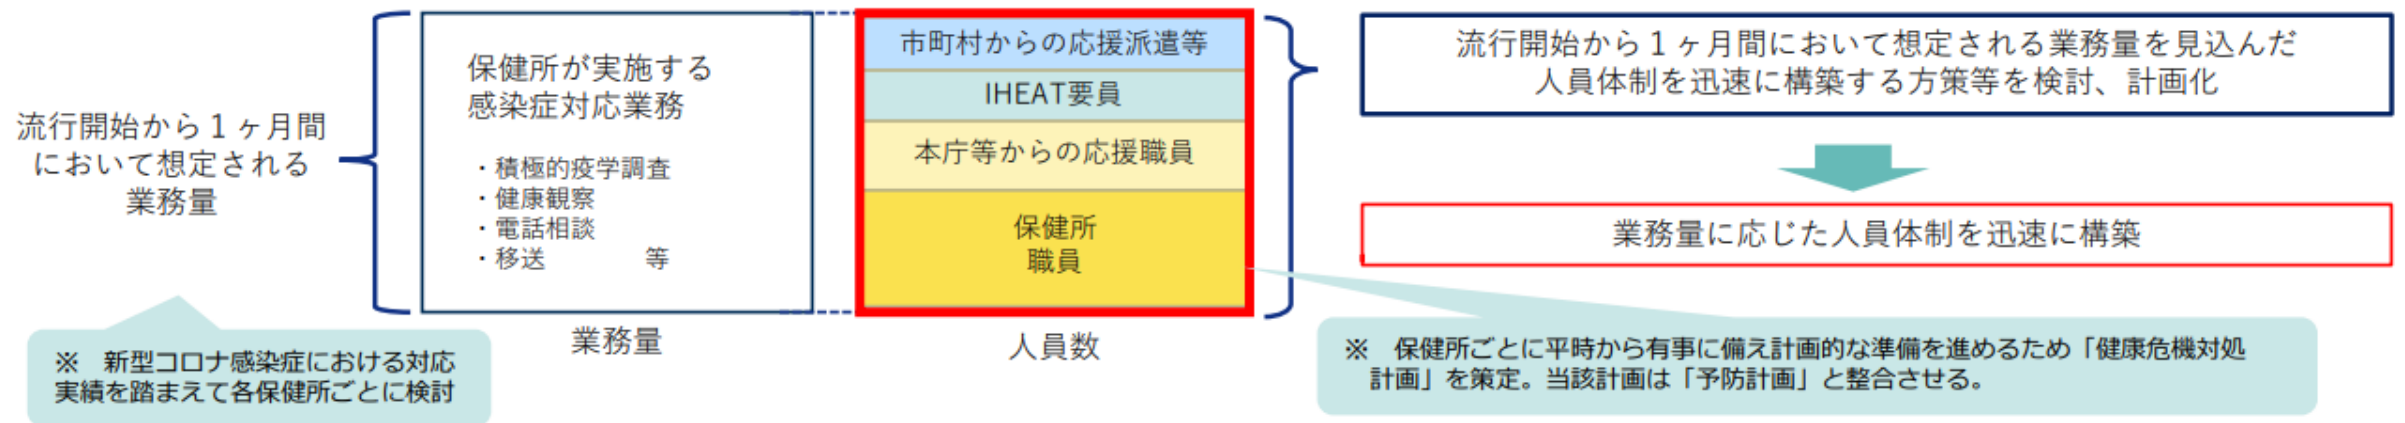 流行開始から１ヶ月間
において想定される
業務量
※　新型コロナ感染症における対応
実績を踏まえて各保健所ごとに検討
保健所が実施する
感染症対応業務
・積極的疫学調査
・健康観察
・電話相談
・移送　　　　等
業務量
市町村からの応援派遣等
IHEAT要員
本庁等からの応援職員
保健所
職員
人員数
流行開始から１ヶ月間において想定される業務量を見込んだ
人員体制を迅速に構築する方策等を検討、計画化
業務量に応じた人員体制を迅速に構築
※　保健所ごとに平時から有事に備え計画的な準備を進めるため「健康危機対処
計画」を策定。当該計画は「予防計画」と整合させる。